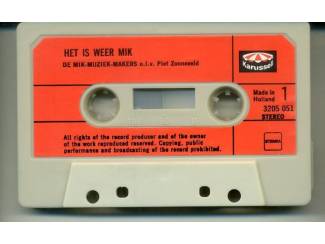 HET IS WEER MIK
DE MIK-MUZIEK-MAKERS o.l.v. Piet Zonneveld
Karussell
Made in
Holland
1
3205 051
STEREO
All rights of the record producer and of the owner
of the work reproduced reserved. Copying, public
performance and broadcasting of the record prohibited.
STEMRA